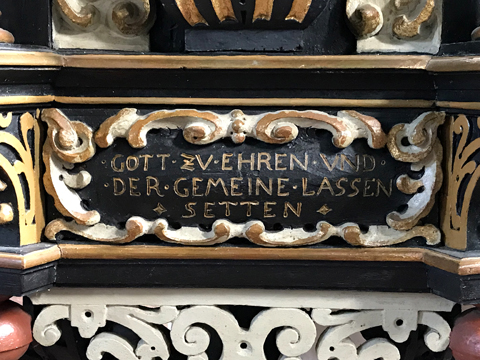 ·GOTT·ZV·EHREN·VND·
·DER·GEMEINE·LASSEN
SETTEN